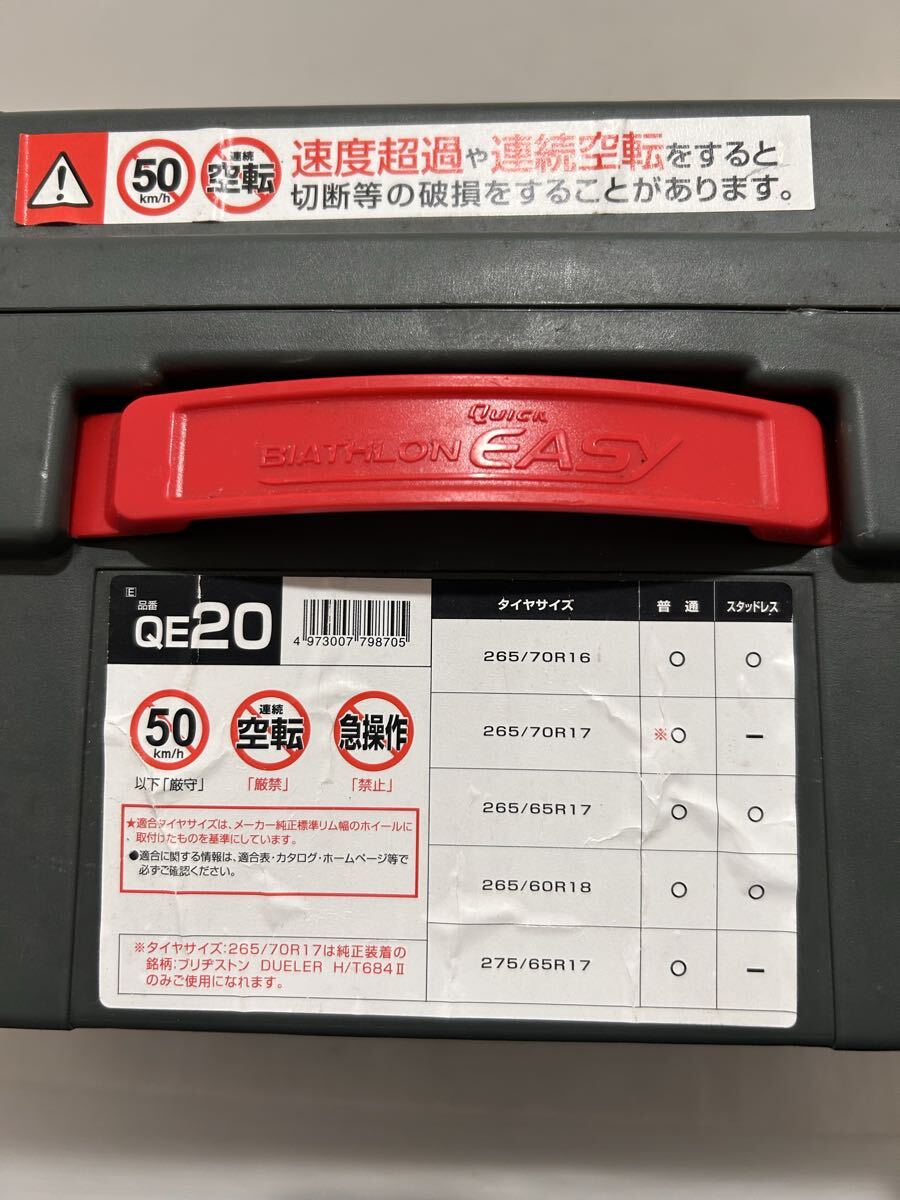 50 km/h
連続
空転
速度超過や連続空転をすると
切断等の破損をすることがあります。
QUICK
BIATHLON EASY
E
品番
QE20
4 973007 798705
50 km/h
連続
空転
急操作
以下「厳守」 「厳禁」 「禁止」
★適合タイヤサイズは、メーカー純正標準リム幅のホイールに
取付けたものを基準にしています。
●適合に関する情報は、適合表・カタログ・ホームページ等で
必ずご確認ください。
※タイヤサイズ:265/70R17は純正装着の
銘柄:ブリヂストン DUELER H/T684Ⅱ
のみご使用になれます。
タイヤサイズ 普通 スタッドレス
265/70R16 ○ ○
265/70R17 ※○ ー
265/65R17 ○ ○
265/60R18 ○ ○
275/65R17 ○ ー